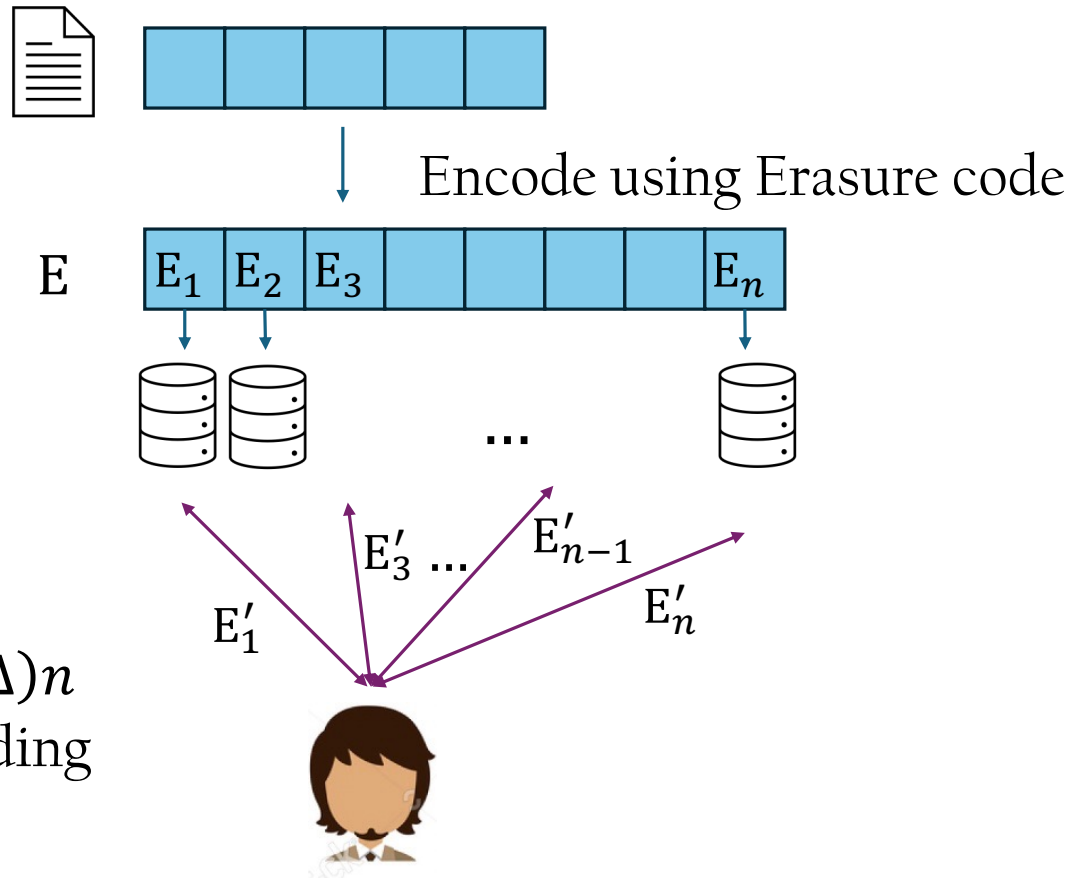 Encode using Erasure code
E E₁ E₂ E₃ Eₙ
...
E′₃ ... E′ₙ₋₁
E′₁ E′ₙ
Δ)n
ding